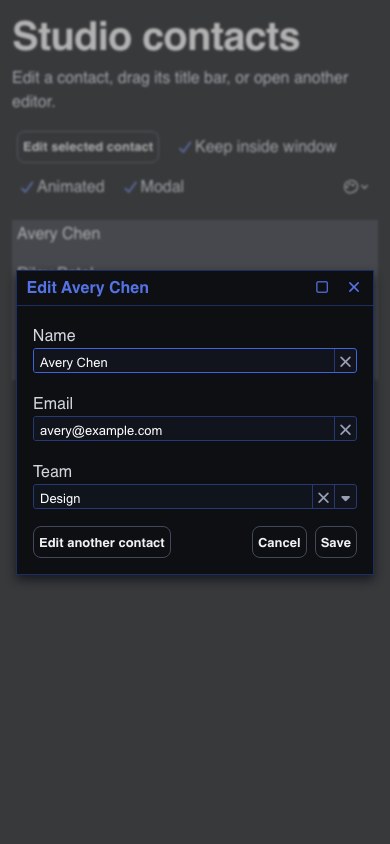 Studio contacts
Edit a contact, drag its title bar, or open another
editor.
Edit selected contact
Keep inside window
Animated
Modal
Avery Chen
Edit Avery Chen
Name
Avery Chen
Email
avery@example.com
Team
Design
Edit another contact
Cancel
Save